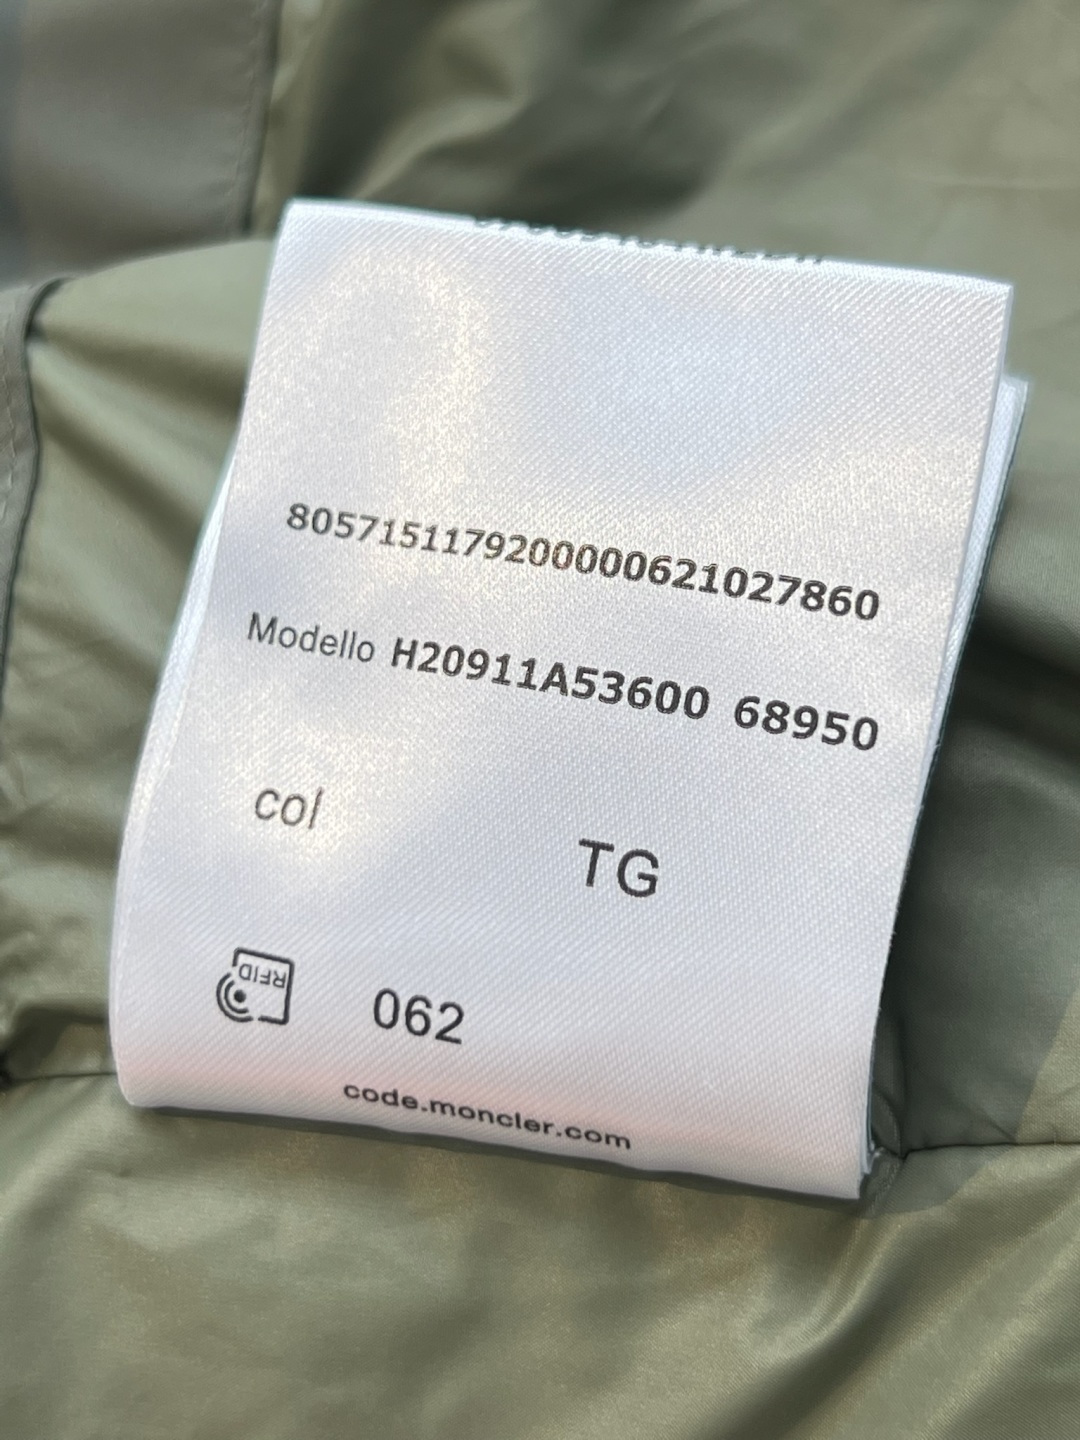 8057151179200000621027860
Modello H20911A53600 68950
col
TG
RFID
062
code.moncler.com